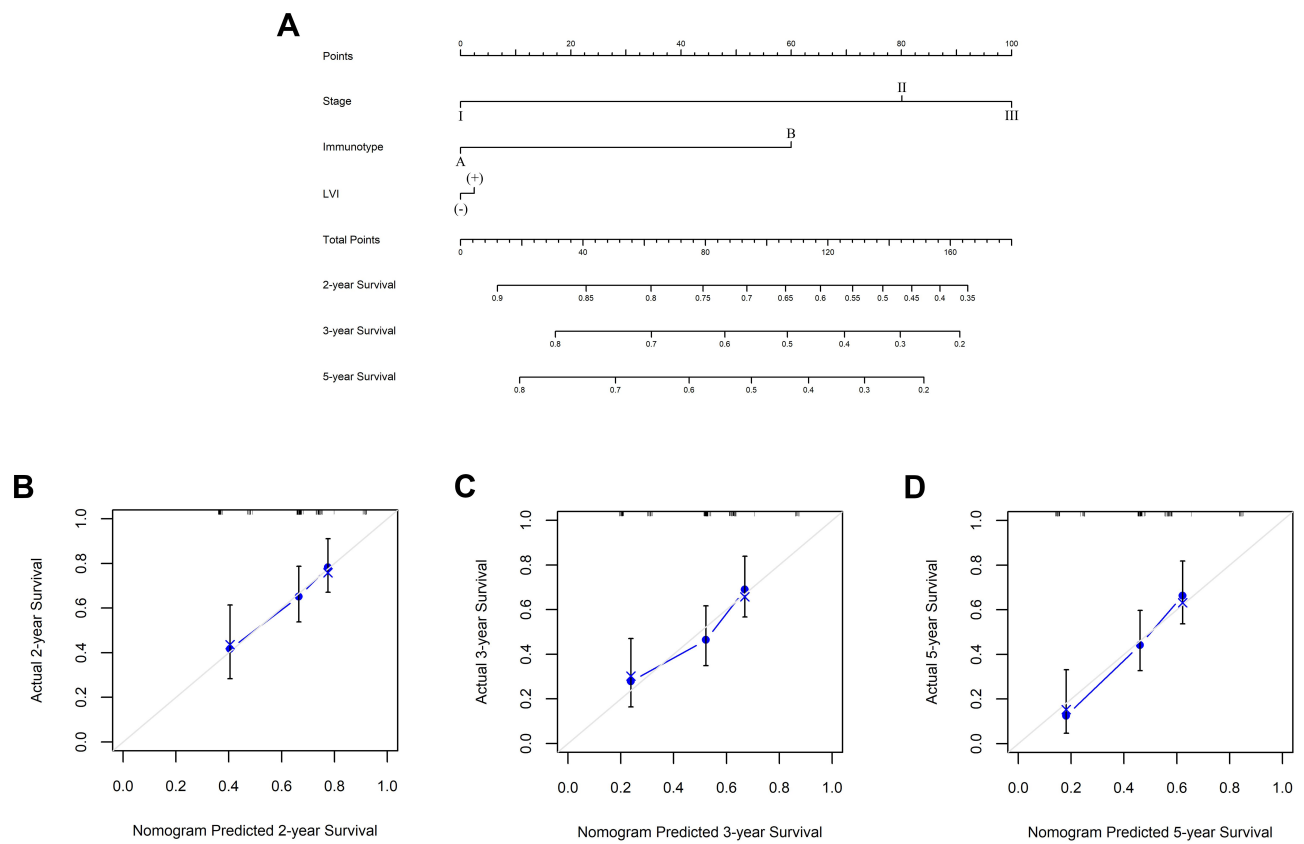 A
Points
0 20 40 60 80 100
Stage
II
I III
Immunotype
B
A
LVI
(+)
(-)
Total Points
0 40 80 120 160
2-year Survival
0.9 0.85 0.8 0.75 0.7 0.65 0.6 0.55 0.5 0.45 0.4 0.35
3-year Survival
0.8 0.7 0.6 0.5 0.4 0.3 0.2
5-year Survival
0.8 0.7 0.6 0.5 0.4 0.3 0.2
B
Actual 2-year Survival
1.0
0.8
0.6
0.4
0.2
0.0
0.0 0.2 0.4 0.6 0.8 1.0
Nomogram Predicted 2-year Survival
C
Actual 3-year Survival
1.0
0.8
0.6
0.4
0.2
0.0
0.0 0.2 0.4 0.6 0.8 1.0
Nomogram Predicted 3-year Survival
D
Actual 5-year Survival
1.0
0.8
0.6
0.4
0.2
0.0
0.0 0.2 0.4 0.6 0.8 1.0
Nomogram Predicted 5-year Survival